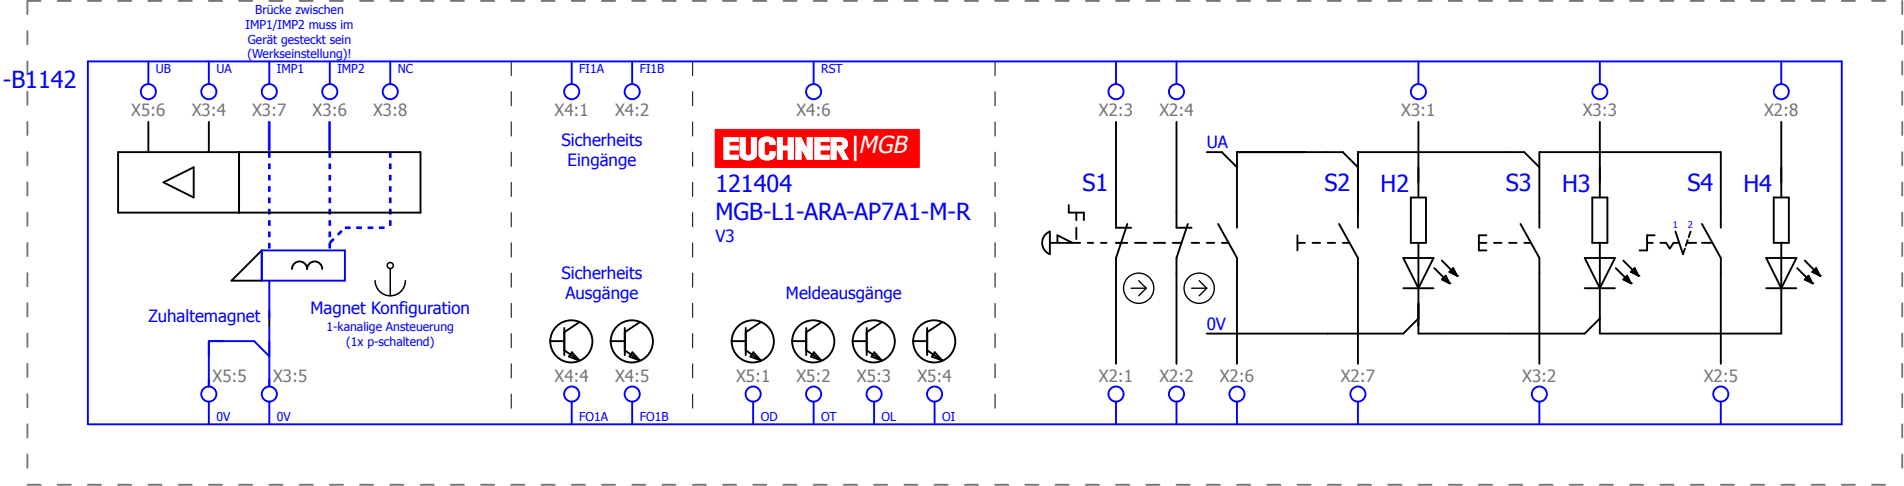 Brücke zwischen
IMP1/IMP2 muss im
Gerät gesteckt sein
(Werkseinstellung)!
-B1142
UB UA IMP1 IMP2 NC FI1A FI1B RST
X5:6 X3:4 X3:7 X3:6 X3:8 X4:1 X4:2 X4:6 X2:3 X2:4 X3:1 X3:3 X2:8
Sicherheits
Eingänge
EUCHNER MGB
121404
MGB-L1-ARA-AP7A1-M-R
V3
UA
S1 S2 H2 S3 H3 S4 H4
1 2
Sicherheits
Ausgänge
Meldeausgänge
Zuhaltemagnet
Magnet Konfiguration
1-kanalige Ansteuerung
(1x p-schaltend)
0V
X5:5 X3:5 X4:4 X4:5 X5:1 X5:2 X5:3 X5:4 X2:1 X2:2 X2:6 X2:7 X3:2 X2:5
0V 0V FO1A FO1B OD OT OL OI